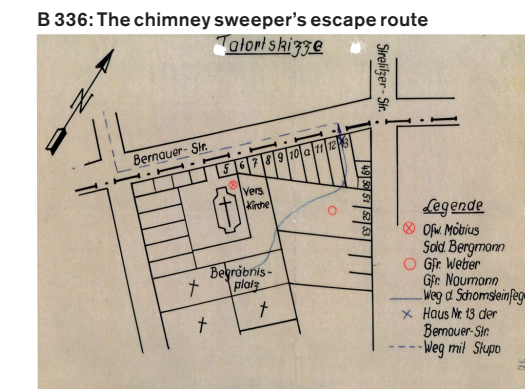 B 336: The chimney sweeper's escape route
Tatortskizze
Strelitzer-Str.
Bernauer-Str.
5 6 7 8 9 10 a 11 12 13
49 50 51 52 53
Vers.
Kirche
Begräbnis-
platz
Legende
Ofw. Möbius
Sold. Bergmann
Gfr. Weber
Gfr. Naumann
Weg d. Schornsteinfege
Haus Nr. 13 der
Bernauer-Str.
Weg mit Stupo